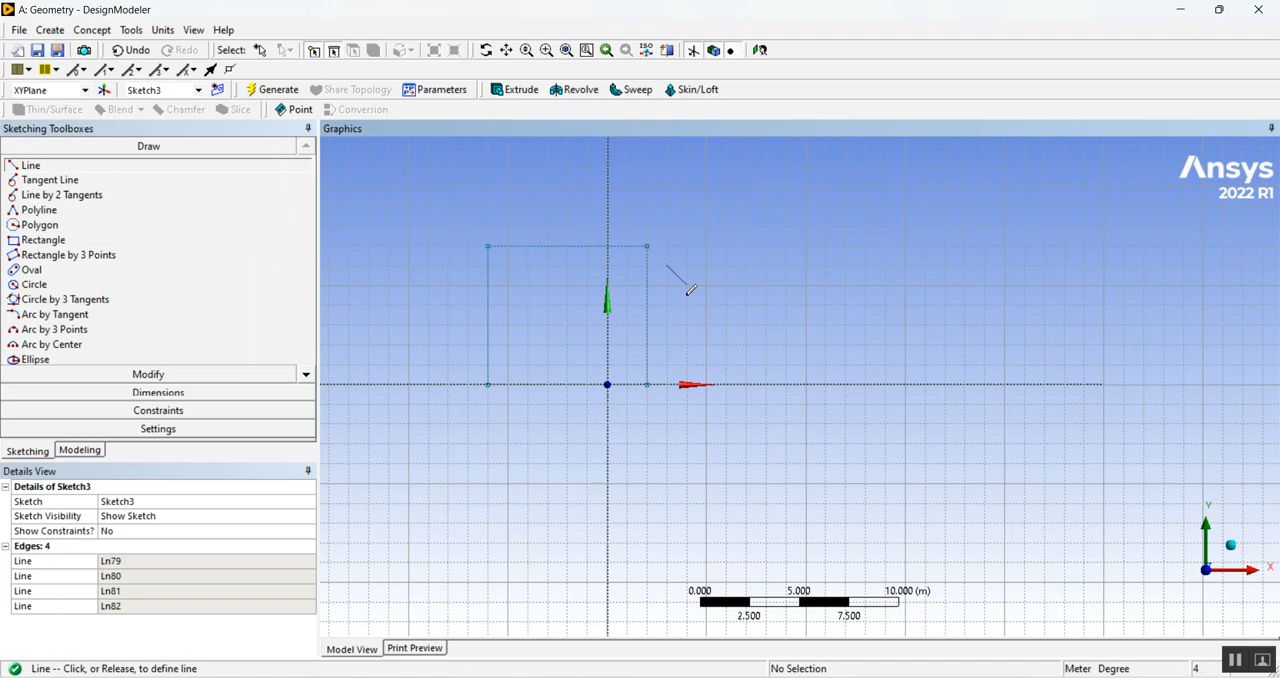 A: Geometry - DesignModeler
File Create Concept Tools Units View Help
Undo Redo Select:
XYPlane Sketch3 Generate Share Topology Parameters Extrude Revolve Sweep Skin/Loft
Thin/Surface Blend Chamfer Slice Point Conversion
Sketching Toolboxes
Graphics
Draw
Line
Tangent Line
Line by 2 Tangents
Polyline
Polygon
Rectangle
Rectangle by 3 Points
Oval
Circle
Circle by 3 Tangents
Arc by Tangent
Arc by 3 Points
Arc by Center
Ellipse
Modify
Dimensions
Constraints
Settings
Sketching Modeling
Details View
Details of Sketch3
Sketch Sketch3
Sketch Visibility Show Sketch
Show Constraints? No
Edges: 4
Line Ln79
Line Ln80
Line Ln81
Line Ln82
Ansys
2022 R1
Y
X
0.000 5.000 10.000 (m)
2.500 7.500
Model View Print Preview
Line -- Click, or Release, to define line No Selection Meter Degree 4